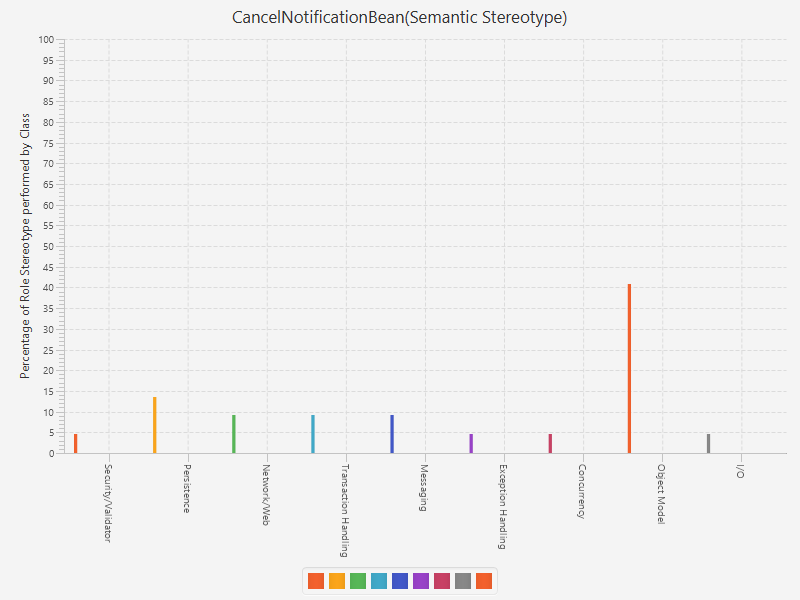 CancelNotificationBean(Semantic Stereotype)
Percentage of Role Stereotype performed by Class
100
95
90
85
80
75
70
65
60
55
50
45
40
35
30
25
20
15
10
5
0
Security/Validator
Persistence
Network/Web
Transaction Handling
Messaging
Exception Handling
Concurrency
Object Model
I/O